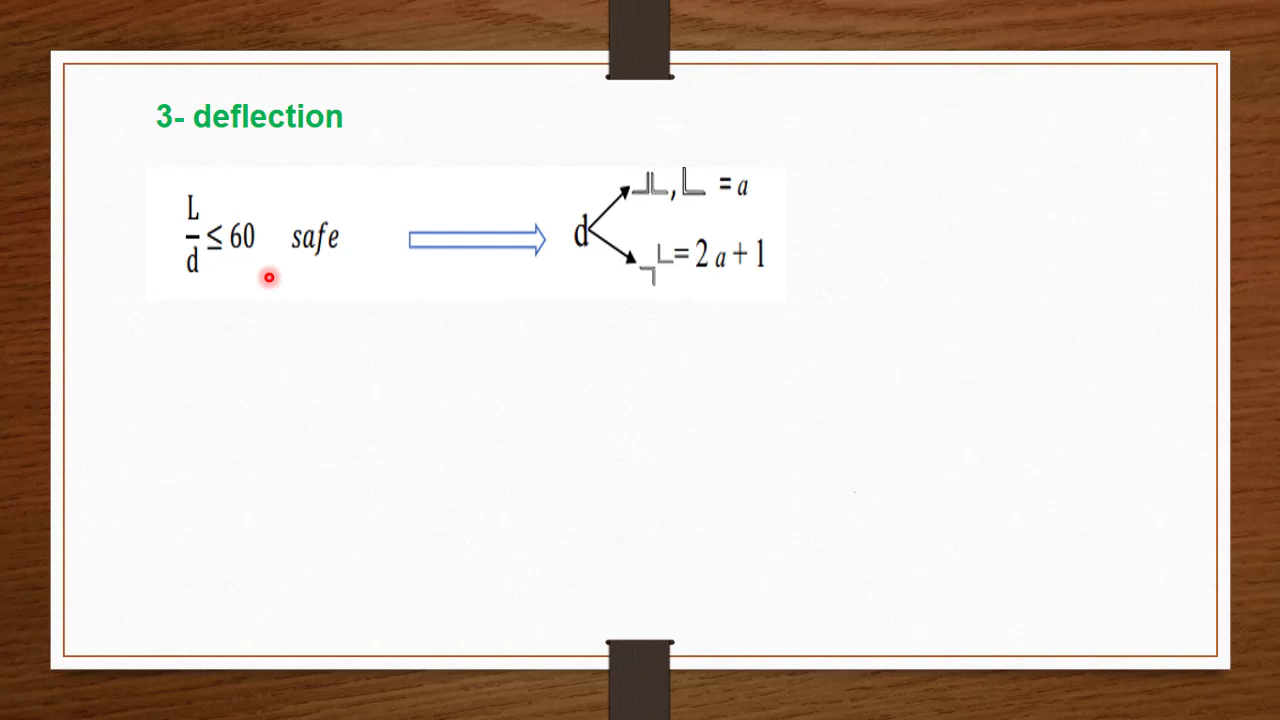 3- deflection
L/d ≤ 60 safe
d
, = a
= 2 a + 1